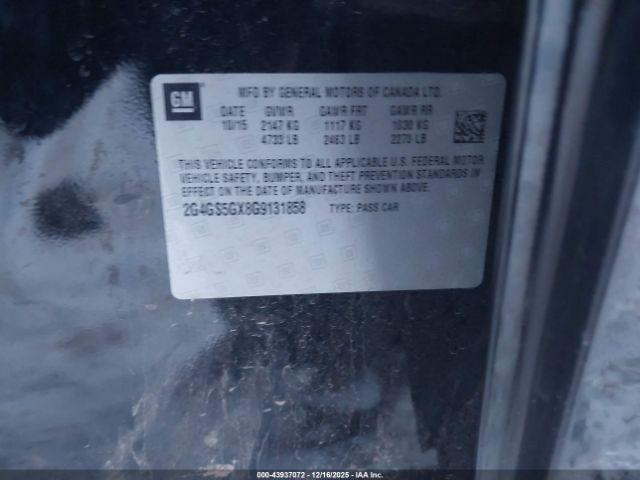 GM
MFD BY GENERAL MOTORS OF CANADA LTD.
DATE GVWR GAWR FRT GAWR RR
10/15 2147 KG 1117 KG 1030 KG
4733 LB 2463 LB 2270 LB
THIS VEHICLE CONFORMS TO ALL APPLICABLE U.S. FEDERAL MOTOR
VEHICLE SAFETY, BUMPER, AND THEFT PREVENTION STANDARDS IN
EFFECT ON THE DATE OF MANUFACTURE SHOWN ABOVE.
2G4GS5GX8G9131858 TYPE: PASS CAR
000-43937072 - 12/16/2025 - IAA Inc.